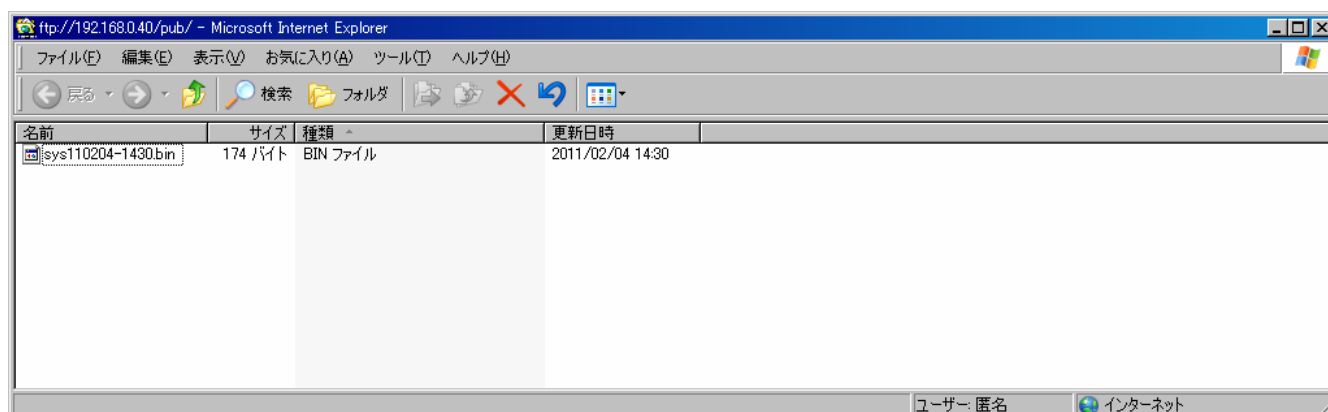 ftp://192.168.0.40/pub/ - Microsoft Internet Explorer
ファイル(F) 編集(E) 表示(V) お気に入り(A) ツール(T) ヘルプ(H)
戻る 検索 フォルダ
名前 サイズ 種類 更新日時
sys110204-1430.bin 174 バイト BIN ファイル 2011/02/04 14:30
ユーザー: 匿名 インターネット